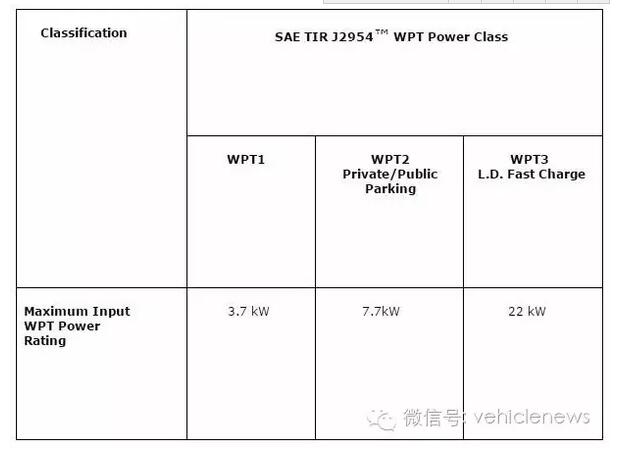 Classification
SAE TIR J2954™ WPT Power Class
WPT1
WPT2
Private/Public
Parking
WPT3
L.D. Fast Charge
Maximum Input
WPT Power
Rating
3.7 kW
7.7kW
22 kW
微信号: vehiclenews